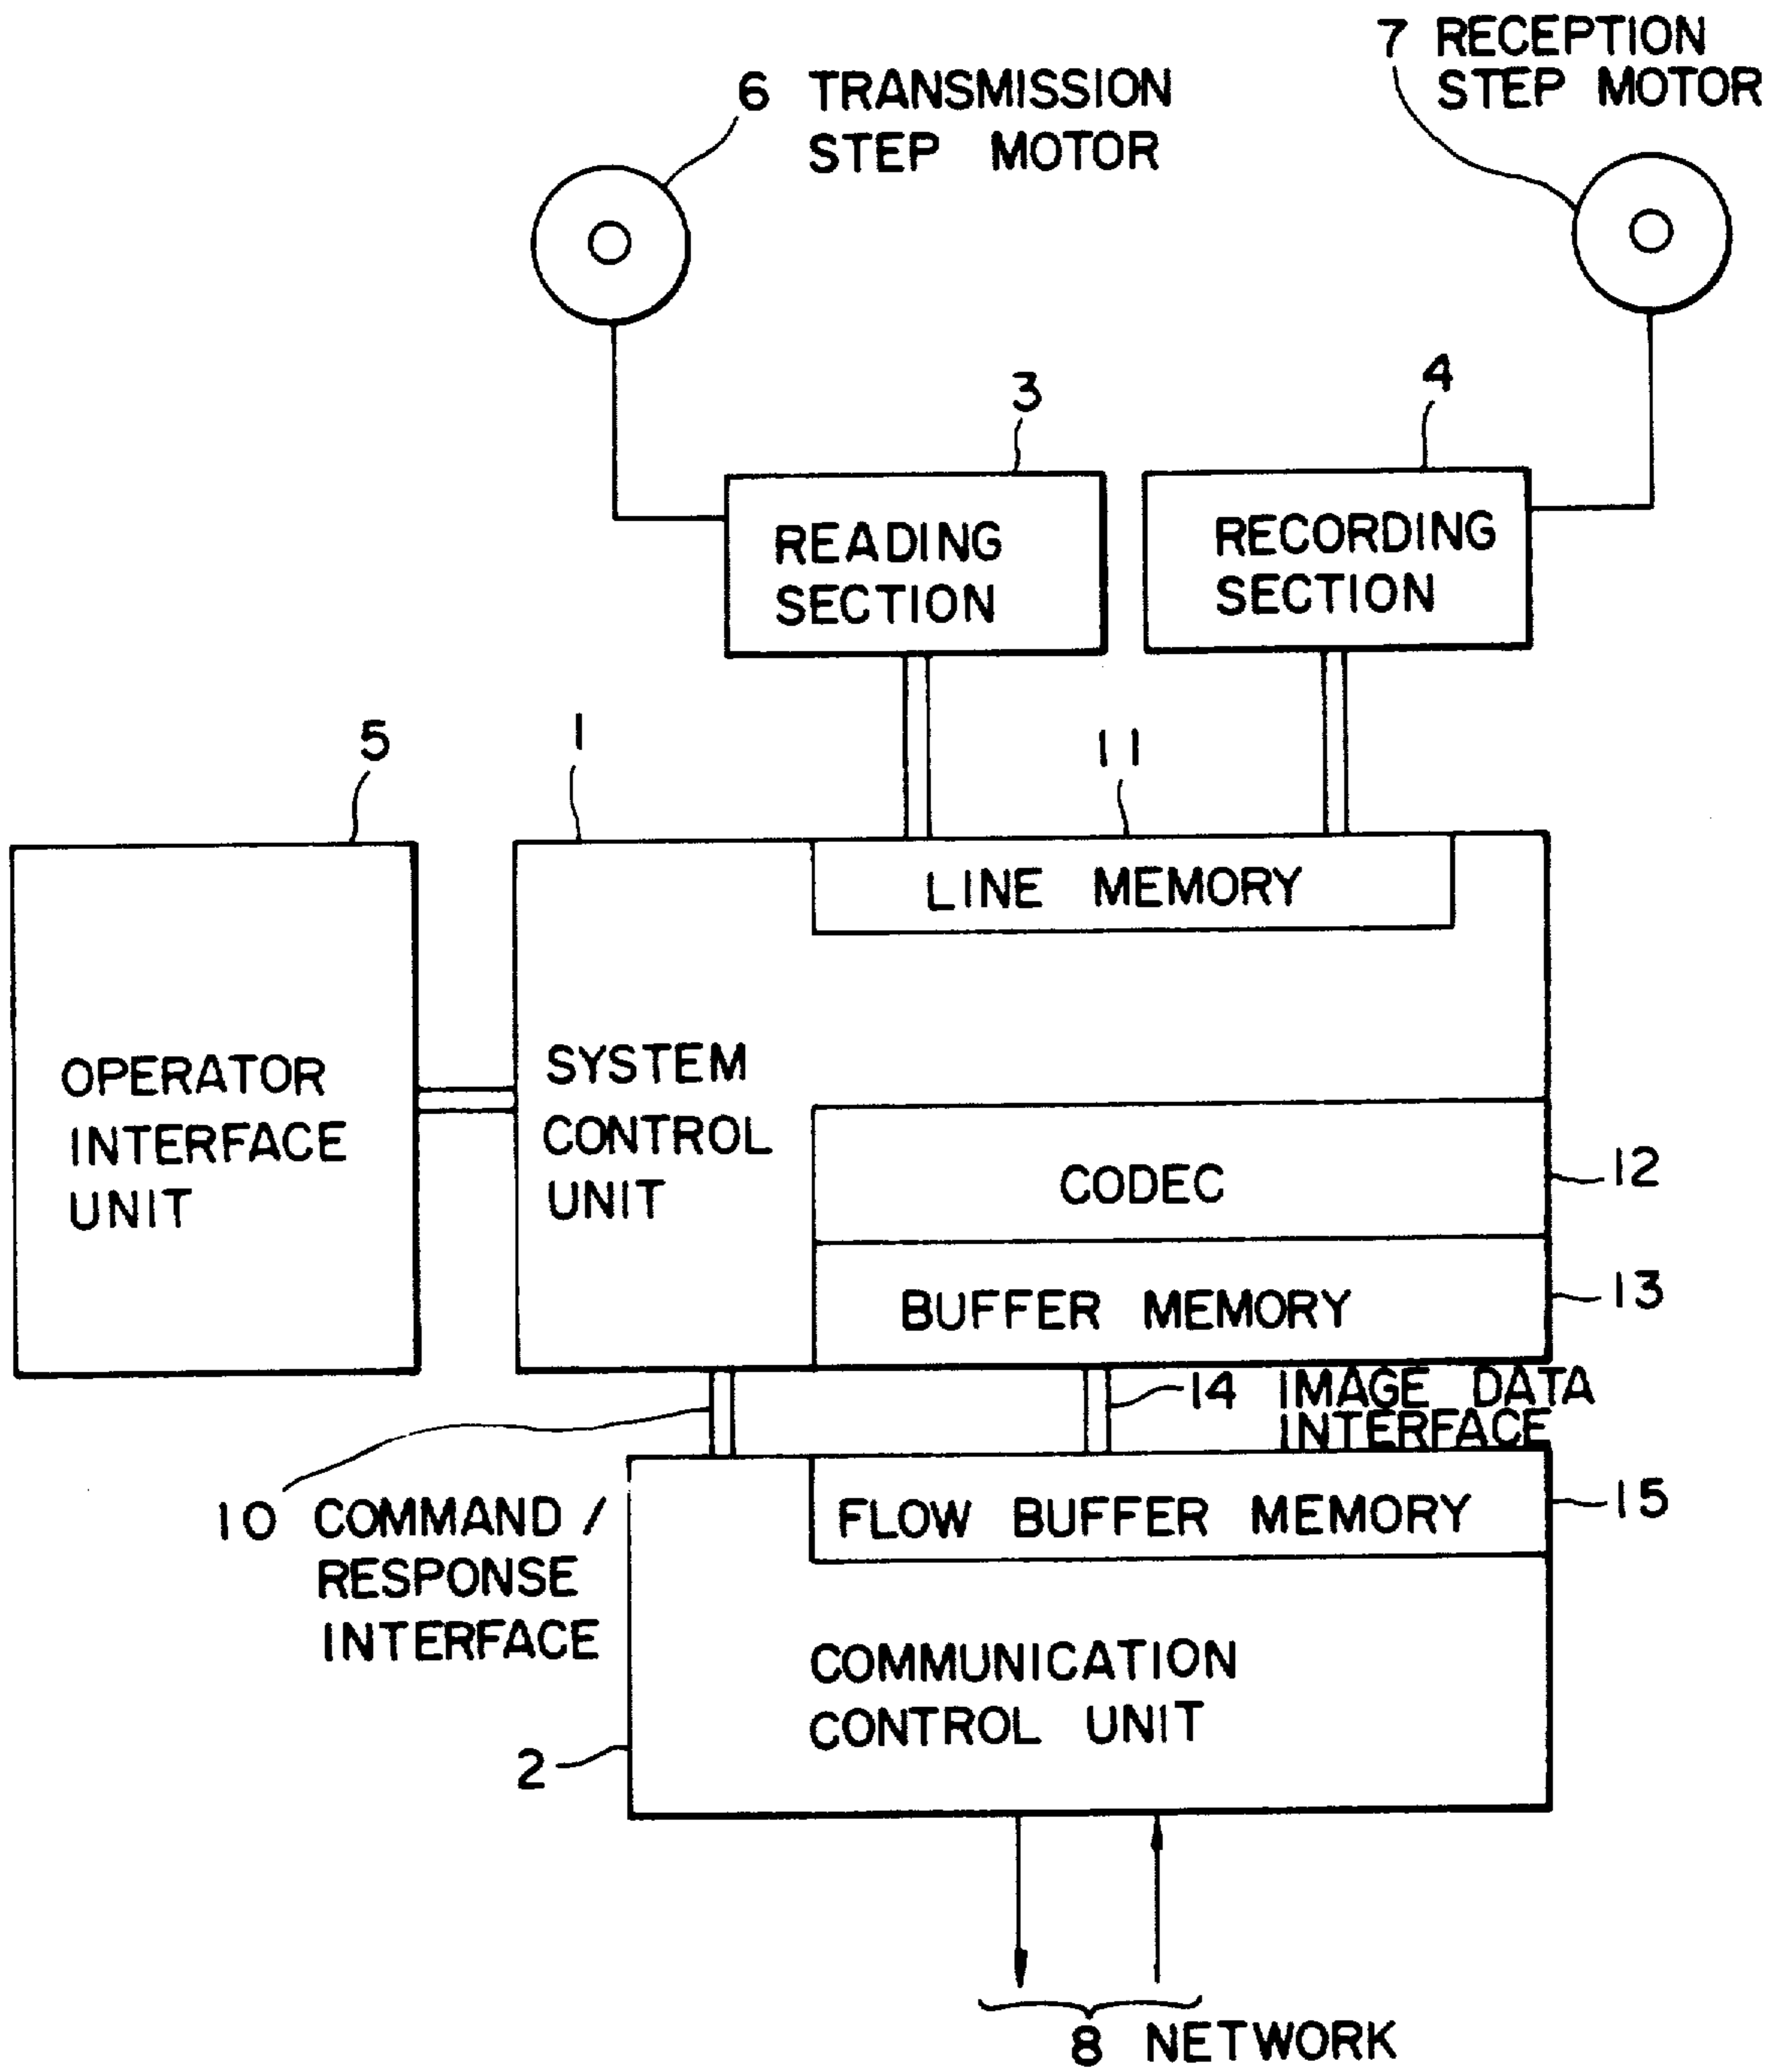 7 RECEPTION
STEP MOTOR
6 TRANSMISSION
STEP MOTOR
3
4
READING
SECTION
RECORDING
SECTION
5
1
11
LINE MEMORY
OPERATOR
INTERFACE
UNIT
SYSTEM
CONTROL
UNIT
CODEC
12
BUFFER MEMORY
13
14 IMAGE DATA
INTERFACE
10 COMMAND /
RESPONSE
INTERFACE
FLOW BUFFER MEMORY
15
COMMUNICATION
CONTROL UNIT
2
8 NETWORK